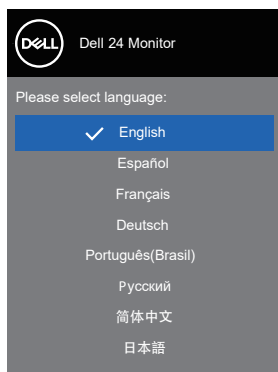 DELL Dell 24 Monitor
Please select language:
English
Español
Français
Deutsch
Português(Brasil)
Русский
简体中文
日本語